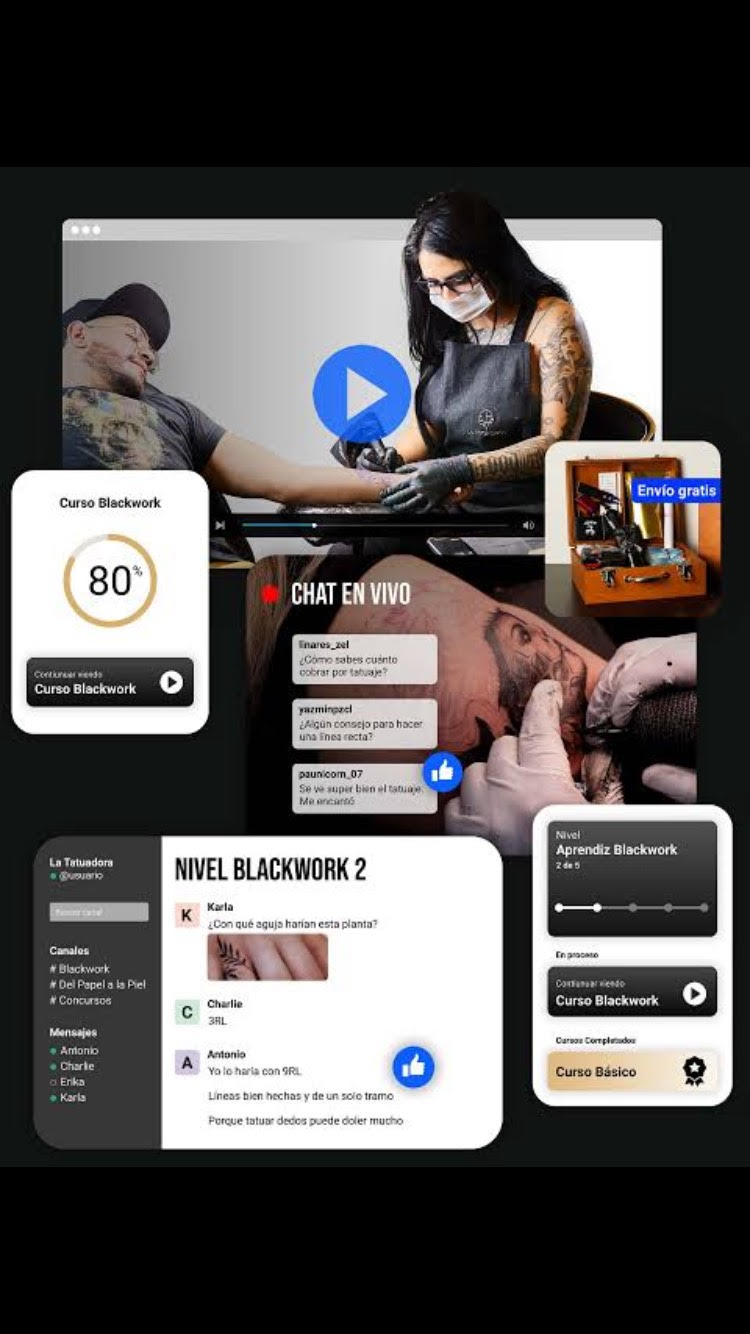 Curso Blackwork
80%
Continuar viendo
Curso Blackwork
Envío gratis
CHAT EN VIVO
linares_zel
¿Cómo sabes cuánto
cobrar por tatuaje?
yazminpzcl
¿Algún consejo para hacer
una línea recta?
paunicorn_07
Se ve super bien el tatuaje.
Me encantó
La Tatuadora
@usuario
Buscar canal
Canales
# Blackwork
# Del Papel a la Piel
# Concursos
Mensajes
Antonio
Charlie
Erika
Karla
NIVEL BLACKWORK 2
K
Karla
¿Con qué aguja harían esta planta?
C
Charlie
3RL
A
Antonio
Yo lo haría con 9RL
Líneas bien hechas y de un solo tramo
Porque tatuar dedos puede doler mucho
Nivel
Aprendiz Blackwork
2 de 5
En proceso
Continuar viendo
Curso Blackwork
Cursos Completados
Curso Básico